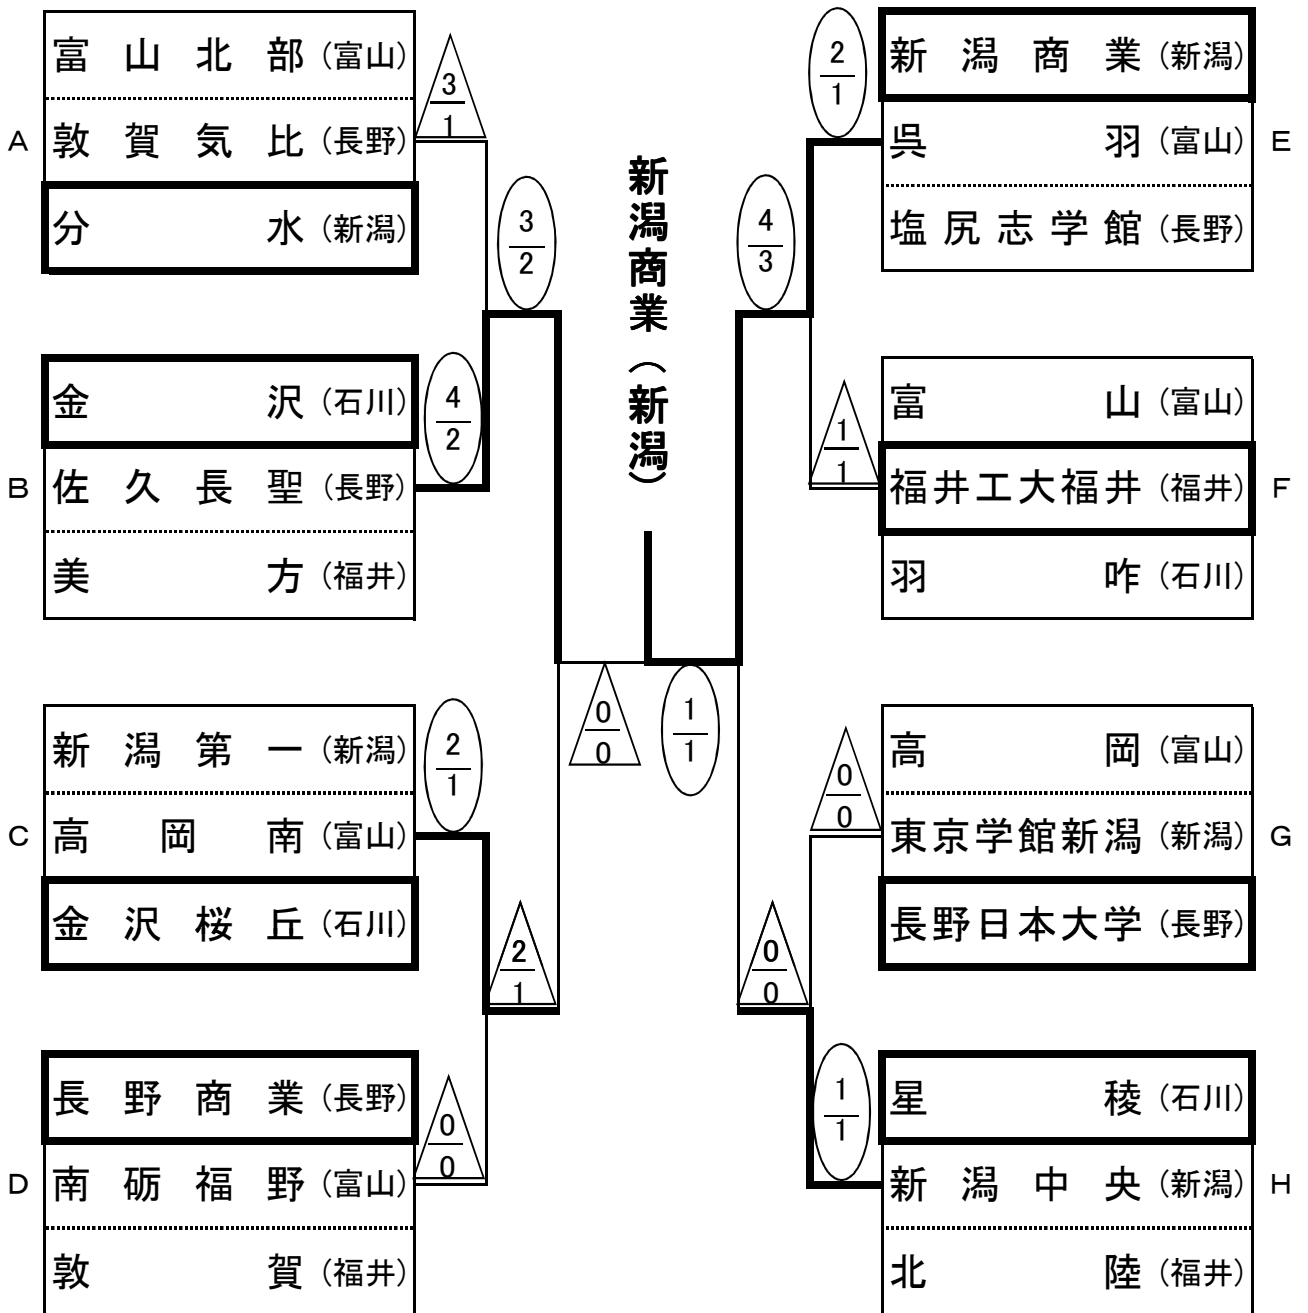 A
富山北部(富山)
敦賀気比(長野)
分水(新潟)
3
1
B
金沢(石川)
佐久長聖(長野)
美方(福井)
4
2
3
2
C
新潟第一(新潟)
高岡南(富山)
金沢桜丘(石川)
2
1
D
長野商業(長野)
南砺福野(富山)
敦賀(福井)
0
0
2
1
新潟商業(新潟)
0
0
1
1
E
新潟商業(新潟)
呉羽(富山)
塩尻志学館(長野)
2
1
F
富山(富山)
福井工大福井(福井)
羽咋(石川)
1
1
4
3
G
高岡(富山)
東京学館新潟(新潟)
長野日本大学(長野)
0
0
H
星稜(石川)
新潟中央(新潟)
北陸(福井)
1
1
0
0